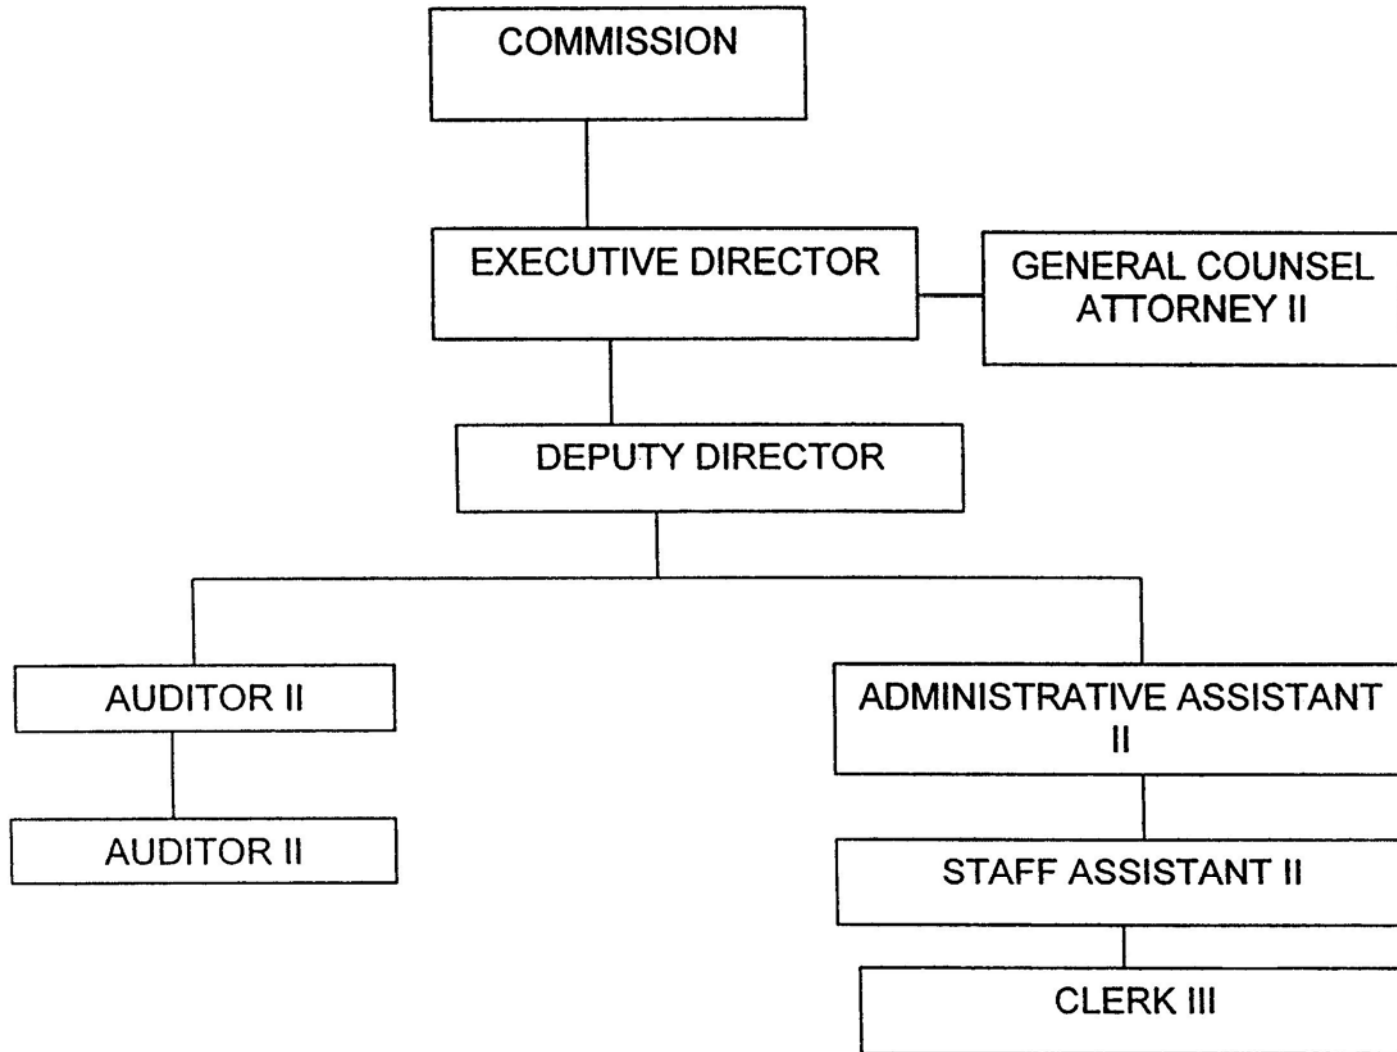 COMMISSION
EXECUTIVE DIRECTOR
GENERAL COUNSEL
ATTORNEY II
DEPUTY DIRECTOR
AUDITOR II
ADMINISTRATIVE ASSISTANT
II
AUDITOR II
STAFF ASSISTANT II
CLERK III